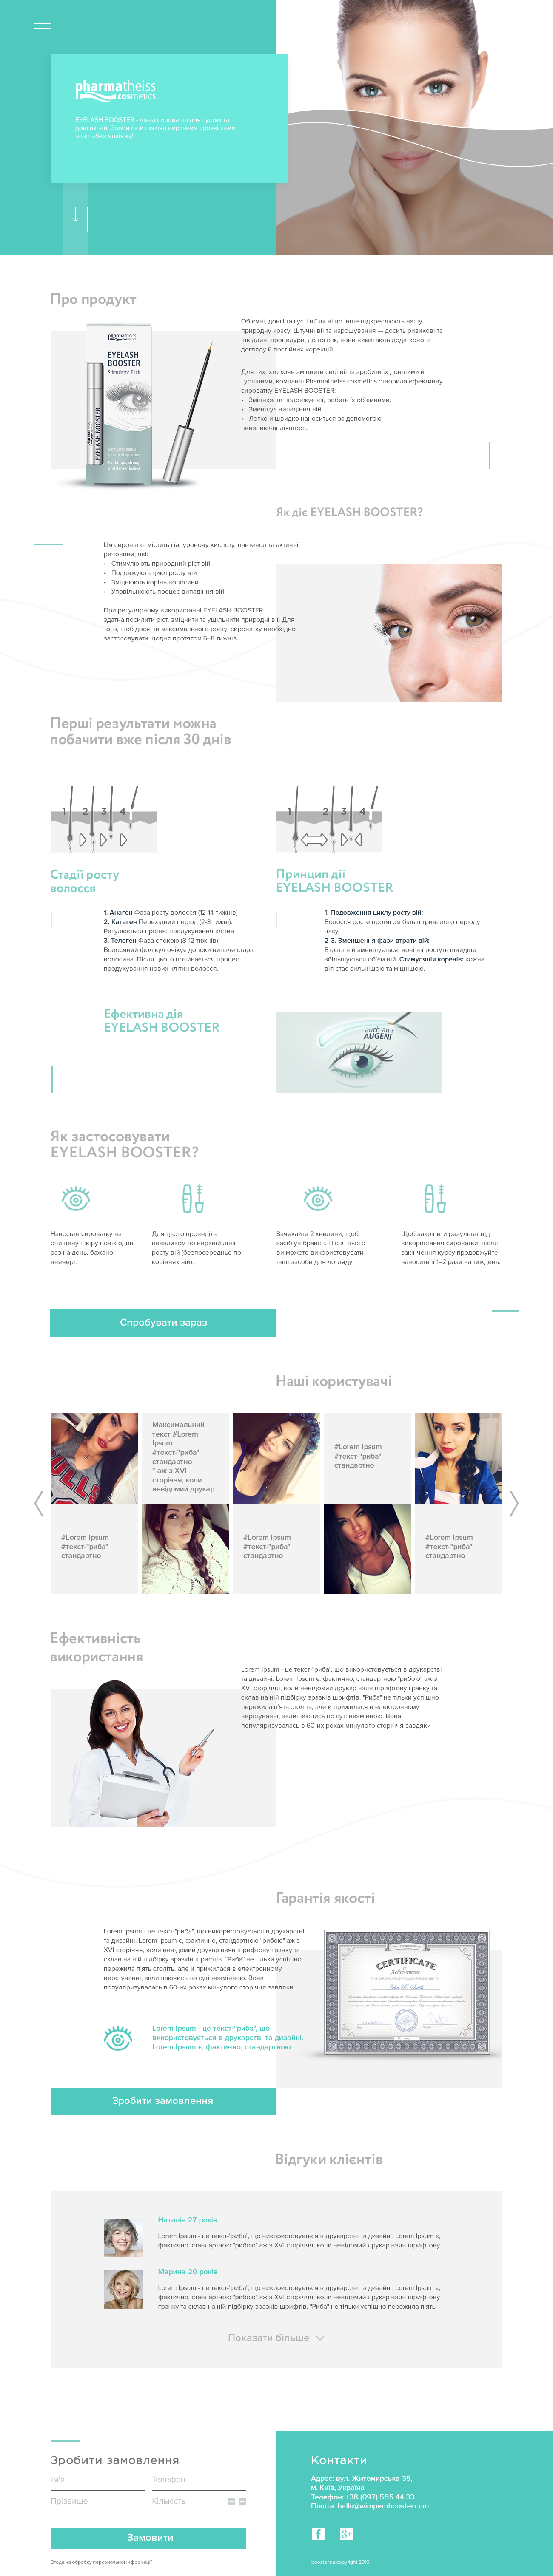 pharmatheiss
cosmetics
EYELASH BOOSTER - діюча сироватка для густих та
довгих вій. Зроби свій погляд виразним і розкішним
навіть без макіяжу!
Про продукт
Об'ємні, довгі та густі вії як ніщо інше підкреслюють нашу
природну красу. Штучні вії та нарощування — досить ризикові та
шкідливі процедури, до того ж, вони вимагають додаткового
догляду й постійних корекцій.
Для тих, хто хоче зміцнити свої вії та зробити їх довшими й
густішими, компанія Pharmatheiss cosmetics створила ефективну
сироватку EYELASH BOOSTER:
• Зміцнює та подовжує вії, робить їх об'ємними.
• Зменшує випадіння вій.
• Легко й швидко наноситься за допомогою
пензлика-аплікатора.
pharmatheiss
cosmetics
EYELASH
BOOSTER
Stimulator Elixir
EYELASH BOOSTER
Як діє EYELASH BOOSTER?
Ця сироватка містить гіалуронову кислоту, пантенол та активні
речовини, які:
• Стимулюють природний ріст вій
• Подовжують цикл росту вій
• Зміцнюють корінь волосини
• Уповільнюють процес випадіння вій
При регулярному використанні EYELASH BOOSTER
здатна посилити ріст, зміцнити та ущільнити природні вії. Для
того, щоб досягти максимального росту, сироватку необхідно
застосовувати щодня протягом 6–8 тижнів.
Перші результати можна
побачити вже після 30 днів
1 2 3 4
1 2 3 4
Стадії росту
волосся
Принцип дії
EYELASH BOOSTER
1. Анаген Фаза росту волосся (12-14 тижнів)
2. Катаген Перехідний період (2-3 тижні):
Регулюється процес продукування клітин
3. Телоген Фаза спокою (8-12 тижнів):
Волосяний фолікул очікує допоки випаде стара
волосина. Після цього починається процес
продукування нових клітин волосся.
1. Подовження циклу росту вій:
Волосся росте протягом більш тривалого періоду
часу.
2-3. Зменшення фази втрати вій:
Втрата вій зменшується, нові вії ростуть швидше,
збільшується об'єм вій. Стимуляція коренів: кожна
вія стає сильнішою та міцнішою.
Ефективна дія
EYELASH BOOSTER
auch an
AUGEN!
Як застосовувати
EYELASH BOOSTER?
Наносьте сироватку на
очищену шкіру повік один
раз на день, бажано
ввечері.
Для цього проведіть
пензликом по верхній лінії
росту вій (безпосередньо по
коріннях вій).
Зачекайте 2 хвилини, щоб
засіб увібрався. Після цього
ви можете використовувати
інші засоби для догляду.
Щоб закріпити результат від
використання сироватки, після
закінчення курсу продовжуйте
наносити її 1–2 рази на тиждень.
Спробувати зараз
Наші користувачі
Максимальний
текст #Lorem
Ipsum
#текст-"риба"
стандартно
" аж з XVI
сторіччя, коли
невідомий друкар
#Lorem Ipsum
#текст-"риба"
стандартно
#Lorem Ipsum
#текст-"риба"
стандартно
#Lorem Ipsum
#текст-"риба"
стандартно
#Lorem Ipsum
#текст-"риба"
стандартно
Ефективність
використання
Lorem Ipsum - це текст-"риба", що використовується в друкарстві
та дизайні. Lorem Ipsum є, фактично, стандартною "рибою" аж з
XVI сторіччя, коли невідомий друкар взяв шрифтову гранку та
склав на ній підбірку зразків шрифтів. "Риба" не тільки успішно
пережила п'ять століть, але й прижилася в електронному
верстуванні, залишаючись по суті незмінною. Вона
популяризувалась в 60-их роках минулого сторіччя завдяки
Гарантія якості
Lorem Ipsum - це текст-"риба", що використовується в друкарстві
та дизайні. Lorem Ipsum є, фактично, стандартною "рибою" аж з
XVI сторіччя, коли невідомий друкар взяв шрифтову гранку та
склав на ній підбірку зразків шрифтів. "Риба" не тільки успішно
пережила п'ять століть, але й прижилася в електронному
верстуванні, залишаючись по суті незмінною. Вона
популяризувалась в 60-их роках минулого сторіччя завдяки
CERTIFICATE
of Achievement
John R. Smith
Lorem Ipsum - це текст-"риба", що
використовується в друкарстві та дизайні.
Lorem Ipsum є, фактично, стандартною
Зробити замовлення
Відгуки клієнтів
Наталія 27 років
Lorem Ipsum - це текст-"риба", що використовується в друкарстві та дизайні. Lorem Ipsum є,
фактично, стандартною "рибою" аж з XVI сторіччя, коли невідомий друкар взяв шрифтову
Марина 20 років
Lorem Ipsum - це текст-"риба", що використовується в друкарстві та дизайні. Lorem Ipsum є,
фактично, стандартною "рибою" аж з XVI сторіччя, коли невідомий друкар взяв шрифтову
гранку та склав на ній підбірку зразків шрифтів. "Риба" не тільки успішно пережила п'ять
Показати більше
Зробити замовлення
Ім'я
Телефон
Прізвище
Кількість
Замовити
Згода на обробку персональної інформації
Контакти
Адрес: вул. Житомирська 35,
м. Київ, Україна
Телефон: +38 (097) 555 44 33
Пошта: hallo@wimpernbooster.com
booster.ua copyright 2016